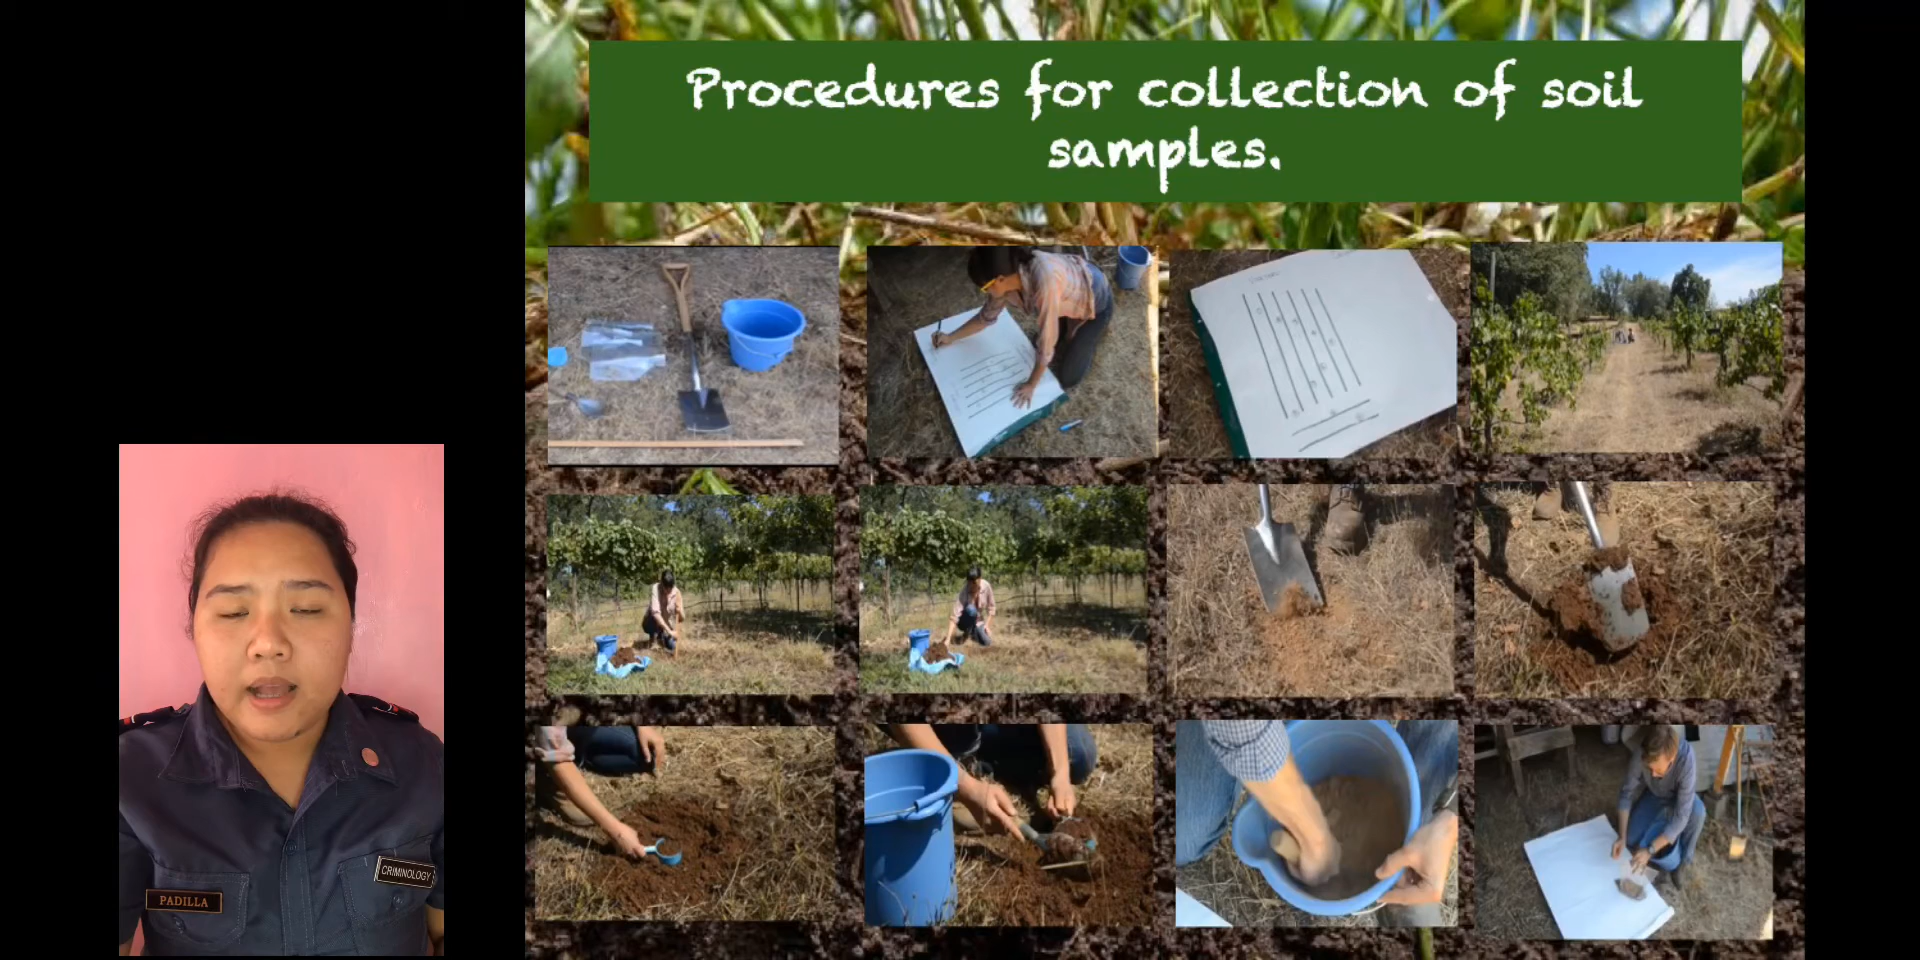 Procedures for collection of soil
samples.
CRIMINOLOGY
PADILLA